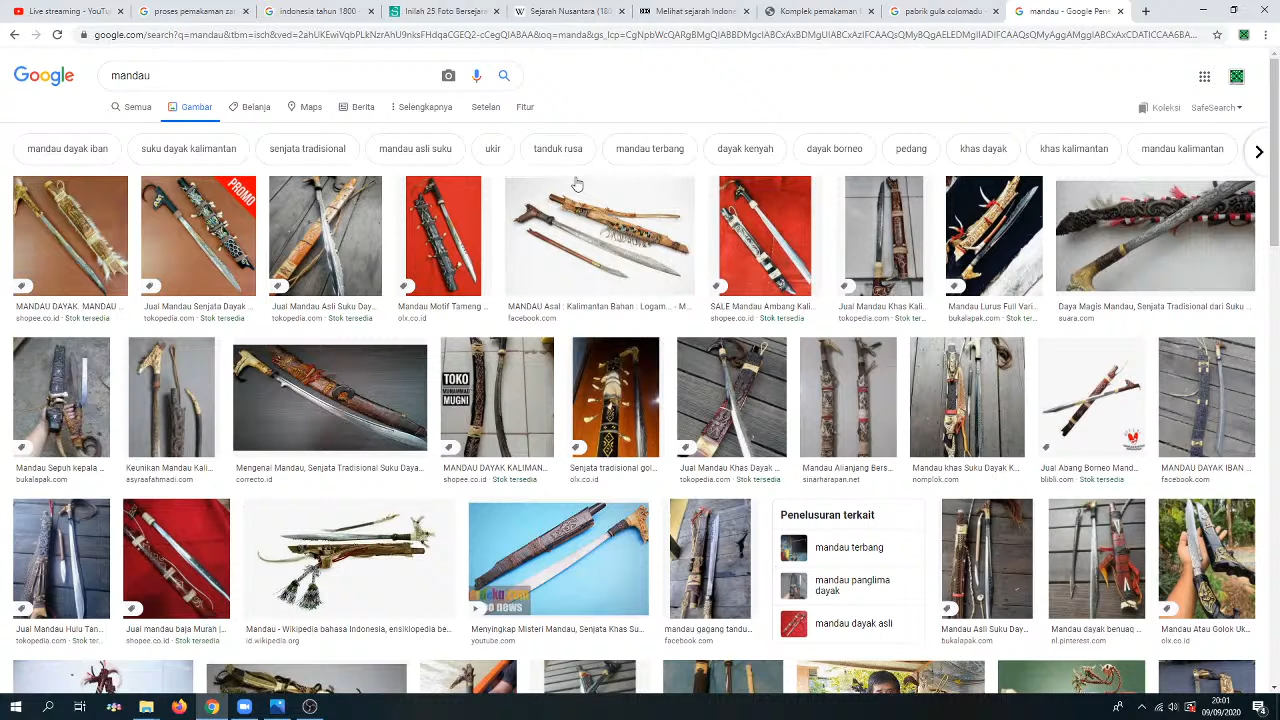 Live streaming - YouT
proses pemakaman za
indonesia tahun 1800-
Inilah 25 Foto Bersejar
Sejarah Nusantara (180
Melihat sejarah Indone
Komplek pemakaman
pabrik gula colomadu -
mandau - Google Pen
google.com/search?q=mandau&tbm=isch&ved=
Google
mandau
Semua
Gambar
Belanja
Maps
Berita
Selengkapnya
Setelan
Fitur
Koleksi
SafeSearch
mandau dayak iban
suku dayak kalimantan
senjata tradisional
mandau asli suku
ukir
tanduk rusa
mandau terbang
dayak kenyah
dayak borneo
pedang
khas dayak
khas kalimantan
mandau kalimantan
PROMO
MANDAU DAYAK. MANDAU ...
shopee.co.id · Stok tersedia
Jual Mandau Senjata Dayak ...
tokopedia.com · Stok tersedia
Jual Mandau Asli Suku Day...
tokopedia.com · Stok tersedia
Mandau Motif Tameng ...
olx.co.id
MANDAU Asal : Kalimantan Bahan : Logam... - M...
facebook.com
SALE Mandau Ambang Kali...
shopee.co.id · Stok tersedia
Jual Mandau Khas Kali...
tokopedia.com · Stok ter...
Mandau Lurus Full Vari...
bukalapak.com · Stok ter...
Daya Magis Mandau, Senjata Tradisional dari Suku ...
suara.com
TOKO
MUHAMMAD
MUGNI
Mandau Sepuh kepala ...
bukalapak.com
Keunikan Mandau Kali...
asyraafahmadi.com
Mengenal Mandau, Senjata Tradisional Suku Daya...
correcto.id
MANDAU DAYAK KALIMAN...
shopee.co.id · Stok tersedia
Senjata tradisional gol...
olx.co.id
Jual Mandau Khas Dayak ...
tokopedia.com · Stok tersedia
Mandau Alianjang Bers...
sinarharapan.net
Mandau khas Suku Dayak K...
nomplok.com
Jual Abang Borneo Mand...
blibli.com · Stok tersedia
MANDAU DAYAK IBAN ...
facebook.com
Penelusuran terkait
mandau terbang
mandau panglima
dayak
mandau dayak asli
Jual Mandau Hulu Tan...
tokopedia.com · Stok ter...
Jual mandau baja Murah |...
shopee.co.id · Stok tersedia
Mandau - Wikipedia bahasa Indonesia, ensiklopedia be...
id.wikipedia.org
Menyingkap Misteri Mandau, Senjata Khas Su...
youtube.com
mandau gagang tandu...
facebook.com
Mandau Asli Suku Day...
bukalapak.com
Mandau dayak benuaq ...
nl.pinterest.com
Mandau Atau Golok Uk...
olx.co.id
20:01
09/09/2020